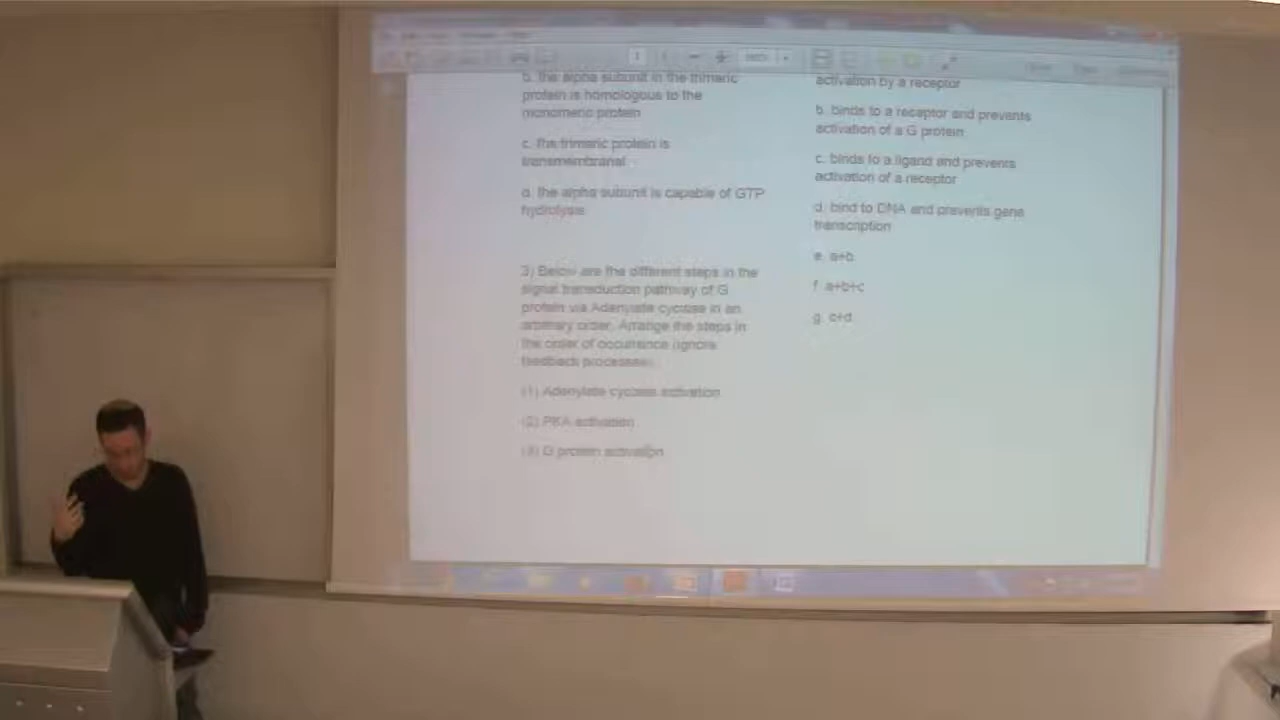 b. the alpha subunit in the trimeric
protein is homologous to the
monomeric protein
c. the trimeric protein is
transmembranal
d. the alpha subunit is capable of GTP
hydrolysis
3) Below are the different steps in the
signal transduction pathway of G
protein via Adenylate cyclase in an
arbitrary order. Arrange the steps in
the order of occurrence (ignore
feedback processes).
(1) Adenylate cyclase activation
(2) PKA activation
(3) G protein activation
activation by a receptor
b. binds to a receptor and prevents
activation of a G protein
c. binds to a ligand and prevents
activation of a receptor
d. bind to DNA and prevents gene
transcription
e. a+b
f. a+b+c
g. c+d